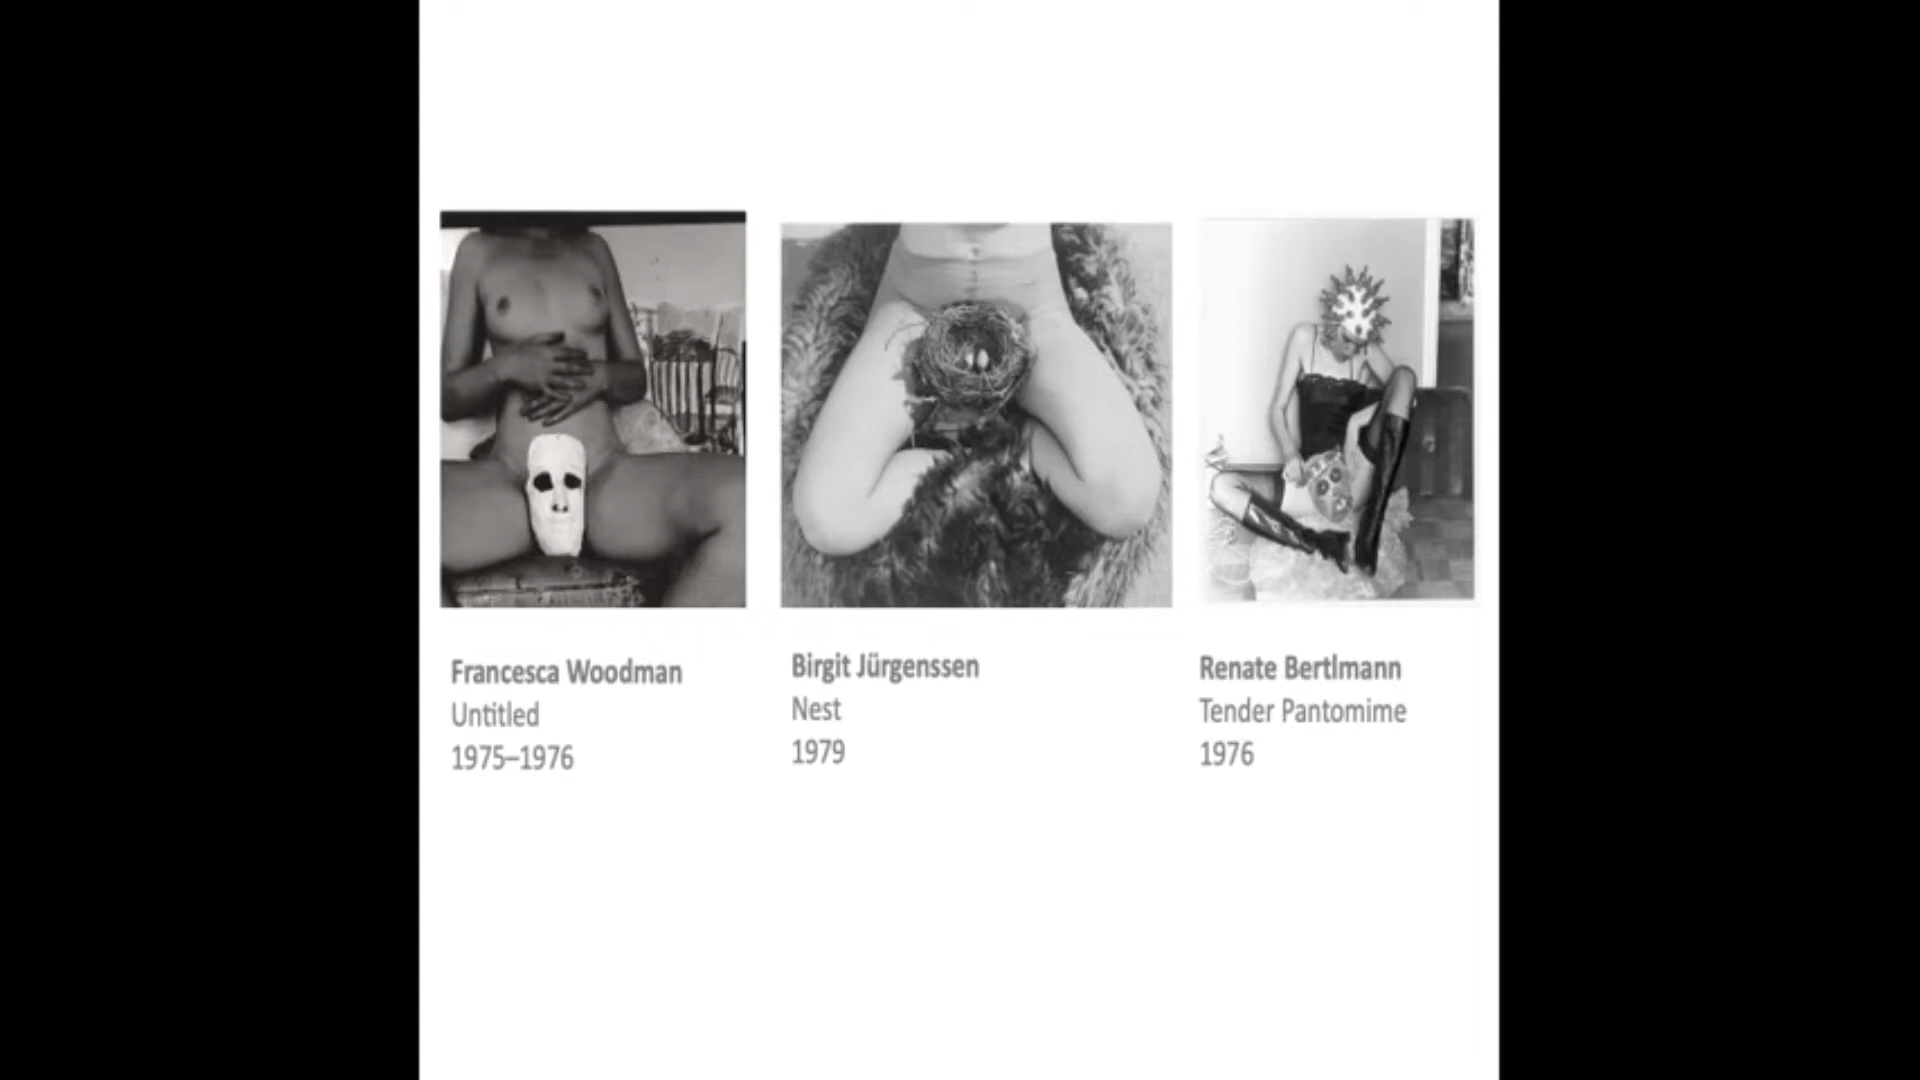 Francesca Woodman
Untitled
1975–1976
Birgit Jürgenssen
Nest
1979
Renate Bertlmann
Tender Pantomime
1976